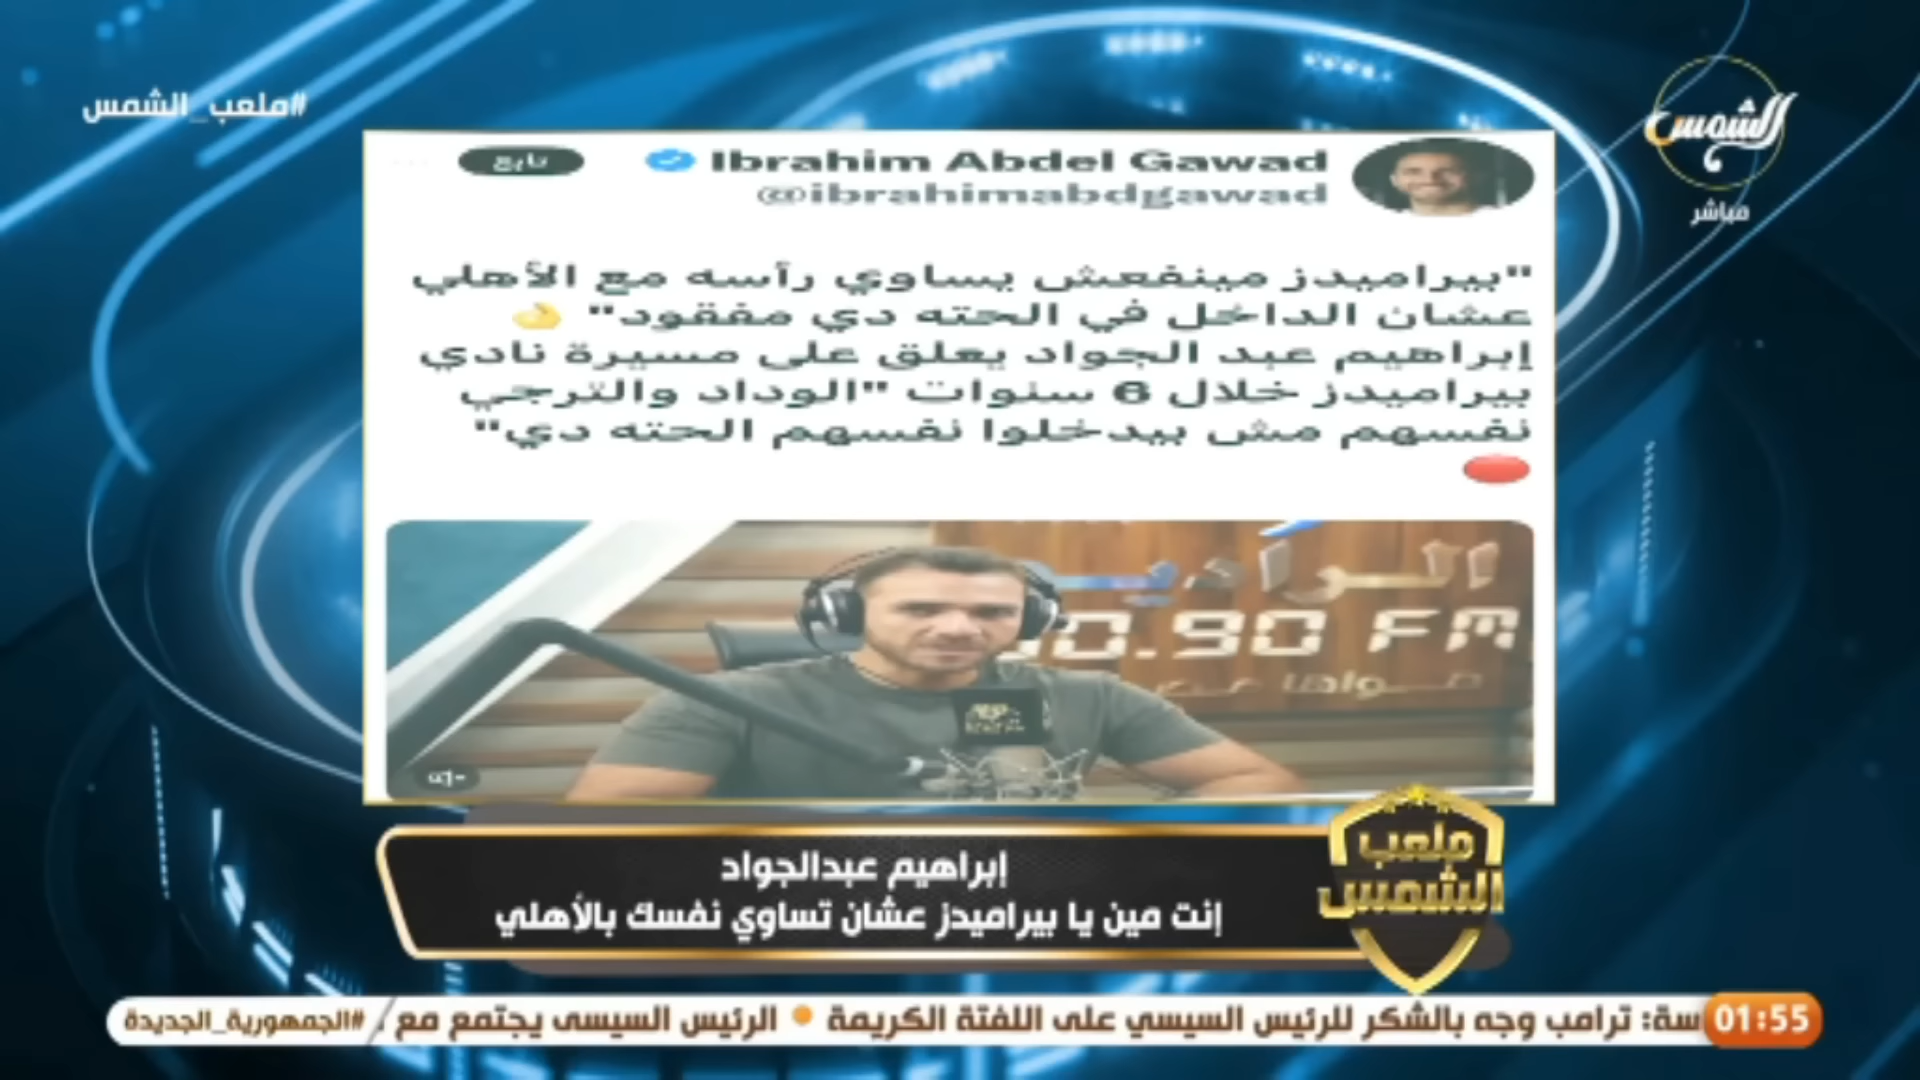 #ملعب_الشمس
الشمس
مباشر
Ibrahim Abdel Gawad
تابع
@ibrahimabdgawad
"بيراميدز مينفعش يساوي رأسه مع الأهلي
عشان الداخل في الحته دي مفقود" 👌
إبراهيم عبد الجواد يعلق على مسيرة نادي
بيراميدز خلال 6 سنوات "الوداد والترجي
نفسهم مش بيدخلوا نفسهم الحته دي"
🔴
90 FM
ملعب
الشمس
إبراهيم عبدالجواد
إنت مين يا بيراميدز عشان تساوي نفسك بالأهلي
01:55
سة: ترامب وجه بالشكر للرئيس السيسي على اللفتة الكريمة • الرئيس السيسى يجتمع مع
#الجمهورية_الجديدة